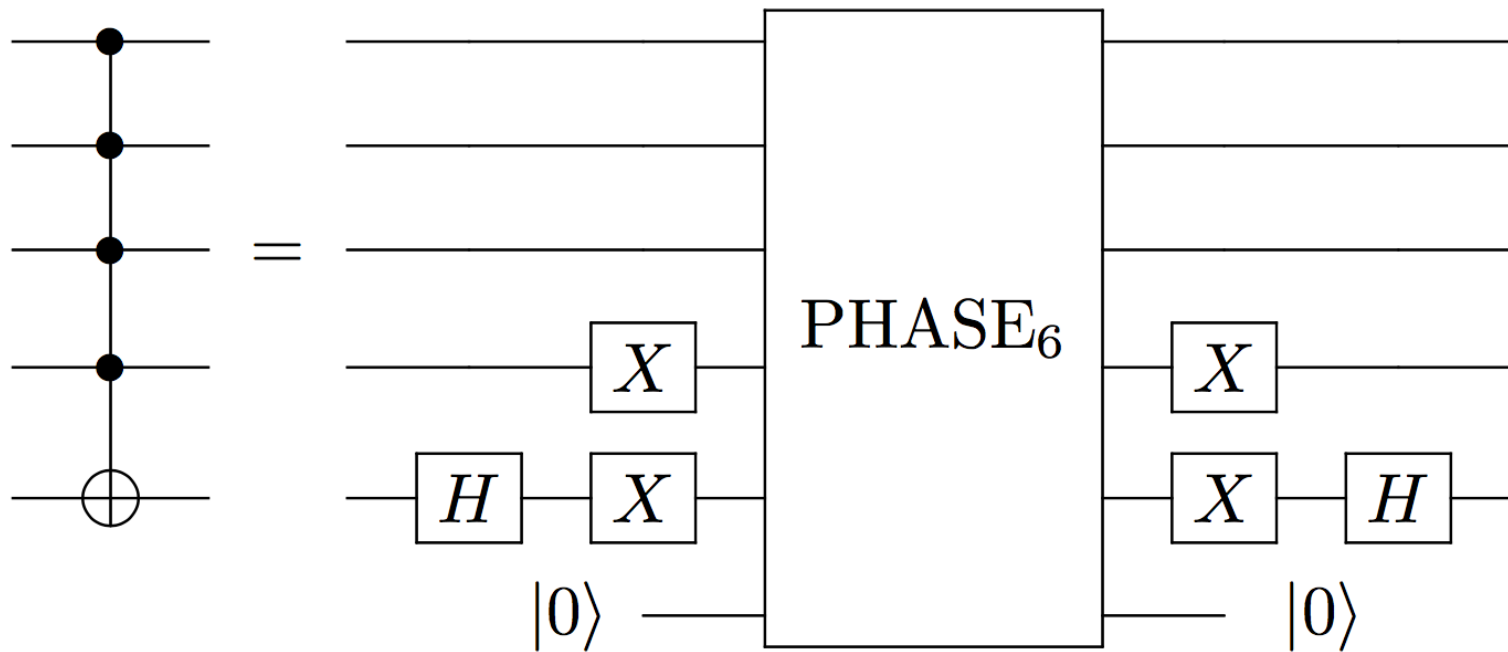 =
PHASE₆
X X
H X X H
|0⟩ |0⟩